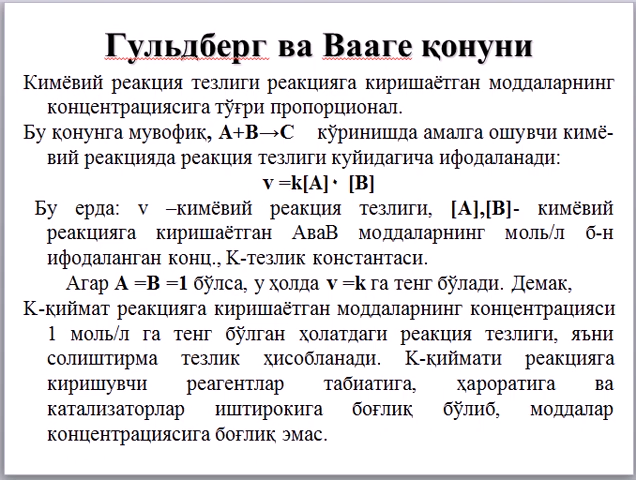 Гульдберг ва Вааге қонуни
Кимёвий реакция тезлиги реакцияга киришаётган моддаларнинг
концентрациясига тўғри пропорционал.
Бу қонунга мувофиқ, А+В→С кўринишда амалга ошувчи кимё-
вий реакцияда реакция тезлиги куйидагича ифодаланади:
v =k[A]· [B]
Бу ерда: v –кимёвий реакция тезлиги, [A],[B]- кимёвий
реакцияга киришаётган АваВ моддаларнинг моль/л б-н
ифодаланган конц., K-тезлик константаси.
Агар А =В =1 бўлса, у ҳолда v =k га тенг бўлади. Демак,
K-қиймат реакцияга киришаётган моддаларнинг концентрацияси
1 моль/л га тенг бўлган ҳолатдаги реакция тезлиги, яъни
солиштирма тезлик ҳисобланади. K-қиймати реакцияга
киришувчи реагентлар табиатига, ҳароратига ва
катализаторлар иштирокига боғлиқ бўлиб, моддалар
концентрациясига боғлиқ эмас.